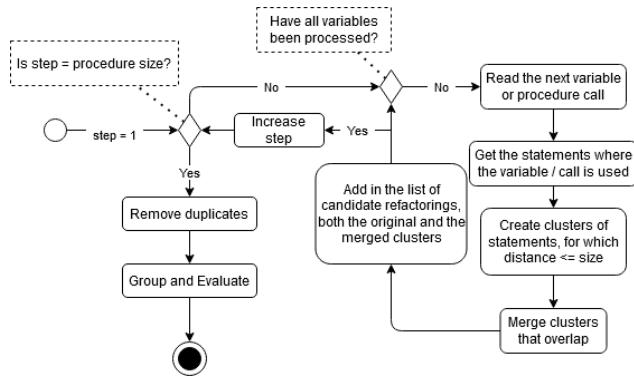 Have all variables
been processed?
Is step = procedure size?
No
No
Read the next variable
or procedure call
step = 1
Increase
step
Yes
Get the statements where
the variable / call is used
Yes
Add in the list of
candidate refactorings,
both the original and the
merged clusters
Remove duplicates
Create clusters of
statements, for which
distance <= size
Group and Evaluate
Merge clusters
that overlap